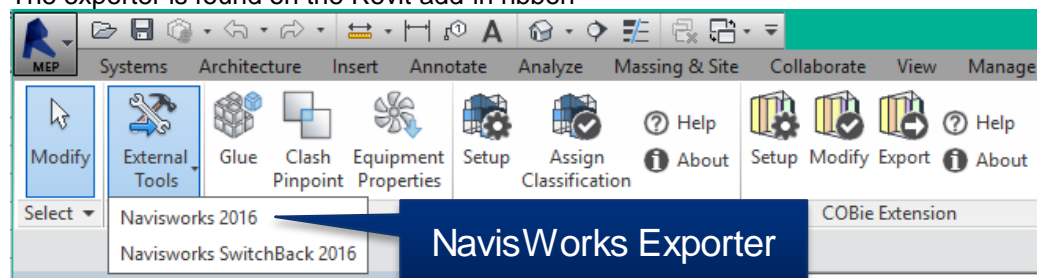 The exporter is found on the Revit add-in ribbon
MEP Systems Architecture Insert Annotate Analyze Massing & Site Collaborate View Manage
Modify External Tools Glue Clash Pinpoint Equipment Properties Setup Assign Classification Help About Setup Modify Export Help About
Select COBie Extension
Navisworks 2016
Navisworks SwitchBack 2016
NavisWorks Exporter